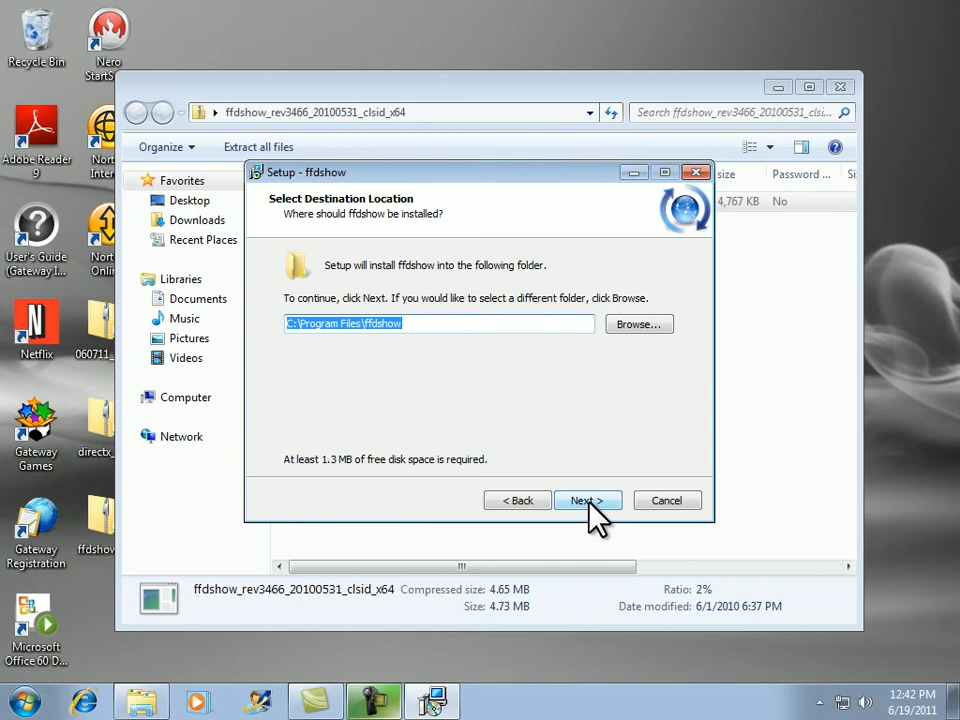 Recycle Bin
Nero
StartS...
Adobe Reader
9
Nort
Inter
User's Guide
(Gateway I...
Nort
Onli
Netflix
060711_
Gateway
Games
directx_
Gateway
Registration
ffdshow
Microsoft
Office 60 D...
ffdshow_rev3466_20100531_clsid_x64
Search ffdshow_rev3466_20100531_clsi...
Organize
Extract all files
Favorites
Desktop
Downloads
Recent Places
Libraries
Documents
Music
Pictures
Videos
Computer
Network
size
Password ...
4,767 KB
No
Setup - ffdshow
Select Destination Location
Where should ffdshow be installed?
Setup will install ffdshow into the following folder.
To continue, click Next. If you would like to select a different folder, click Browse.
C:\Program Files\ffdshow
Browse...
At least 1.3 MB of free disk space is required.
< Back
Next >
Cancel
ffdshow_rev3466_20100531_clsid_x64 Compressed size: 4.65 MB Ratio: 2%
Size: 4.73 MB Date modified: 6/1/2010 6:37 PM
12:42 PM
6/19/2011